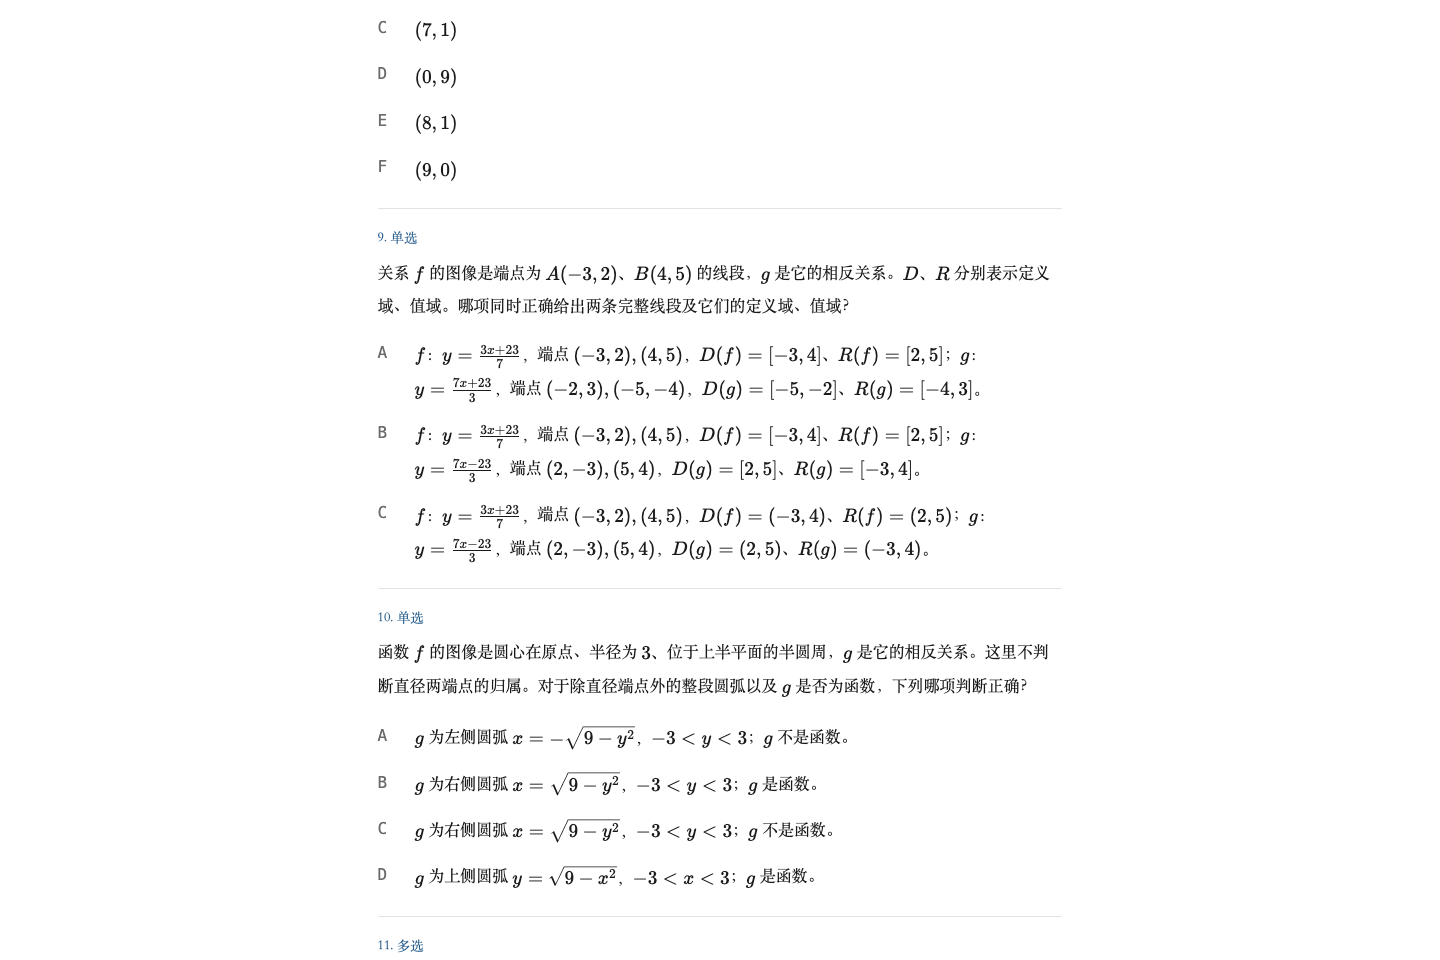 C (7, 1)
D (0, 9)
E (8, 1)
F (9, 0)
9. 单选
关系 f 的图像是端点为 A(−3, 2)、B(4, 5) 的线段，g 是它的相反关系。D、R 分别表示定义
域、值域。哪项同时正确给出两条完整线段及它们的定义域、值域？
A f: y = \frac{3x+23}{7}，端点 (−3, 2), (4, 5)，D(f) = [−3, 4]、R(f) = [2, 5]；g:
y = \frac{7x+23}{3}，端点 (−2, 3), (−5, −4)，D(g) = [−5, −2]、R(g) = [−4, 3]。
B f: y = \frac{3x+23}{7}，端点 (−3, 2), (4, 5)，D(f) = [−3, 4]、R(f) = [2, 5]；g:
y = \frac{7x−23}{3}，端点 (2, −3), (5, 4)，D(g) = [2, 5]、R(g) = [−3, 4]。
C f: y = \frac{3x+23}{7}，端点 (−3, 2), (4, 5)，D(f) = (−3, 4)、R(f) = (2, 5)；g:
y = \frac{7x−23}{3}，端点 (2, −3), (5, 4)，D(g) = (2, 5)、R(g) = (−3, 4)。
10. 单选
函数 f 的图像是圆心在原点、半径为 3、位于上半平面的半圆周，g 是它的相反关系。这里不判
断直径两端点的归属。对于除直径端点外的整段圆弧以及 g 是否为函数，下列哪项判断正确？
A g 为左侧圆弧 x = −\sqrt{9 − y^2}，−3 < y < 3；g 不是函数。
B g 为右侧圆弧 x = \sqrt{9 − y^2}，−3 < y < 3；g 是函数。
C g 为右侧圆弧 x = \sqrt{9 − y^2}，−3 < y < 3；g 不是函数。
D g 为上侧圆弧 y = \sqrt{9 − x^2}，−3 < x < 3；g 是函数。
11. 多选